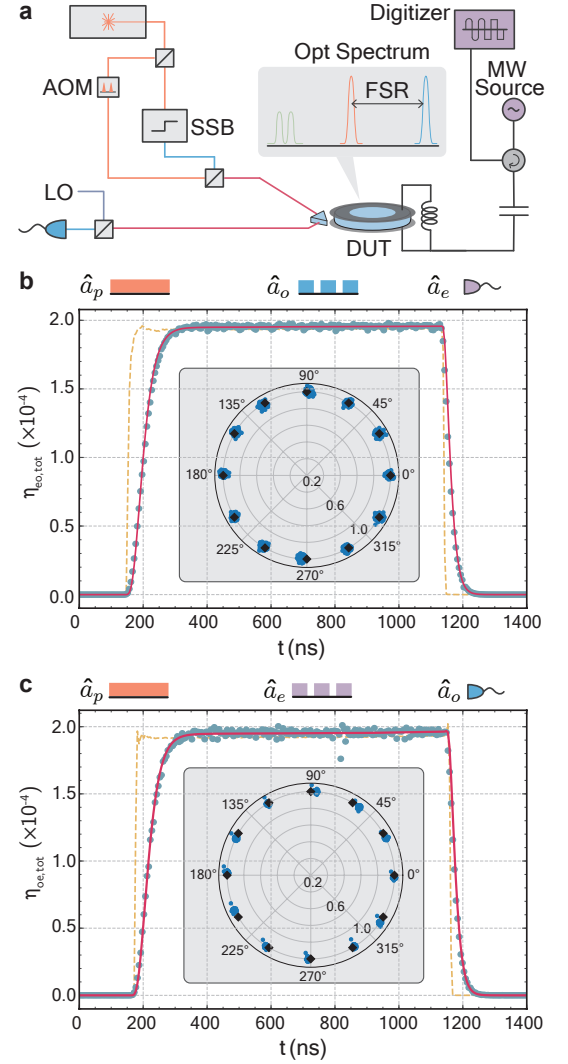 a
Digitizer
Opt Spectrum
MW
Source
AOM
FSR
SSB
LO
DUT
b
â_p
â_o
â_e
2.0
1.5
1.0
0.5
0.0
η_eo,tot (×10⁻⁴)
90°
135°
45°
180°
0°
0.2
0.6
1.0
225°
315°
270°
0
200
400
600
800
1000
1200
1400
t (ns)
c
â_p
â_e
â_o
2.0
1.5
1.0
0.5
0.0
η_oe,tot (×10⁻⁴)
90°
135°
45°
180°
0°
0.2
0.6
1.0
225°
315°
270°
0
200
400
600
800
1000
1200
1400
t (ns)